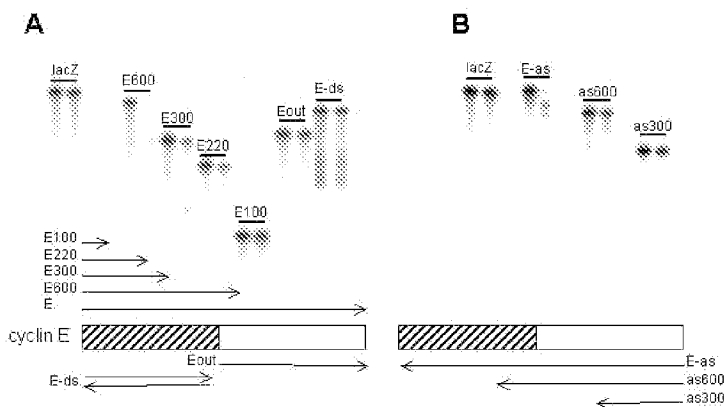 A
B
lacZ
E600
E300
E220
E100
Eout
E-ds
lacZ
E-as
as600
as300
E100
E220
E300
E600
E
cyclin E
Eout
E-ds
E-as
as600
as300